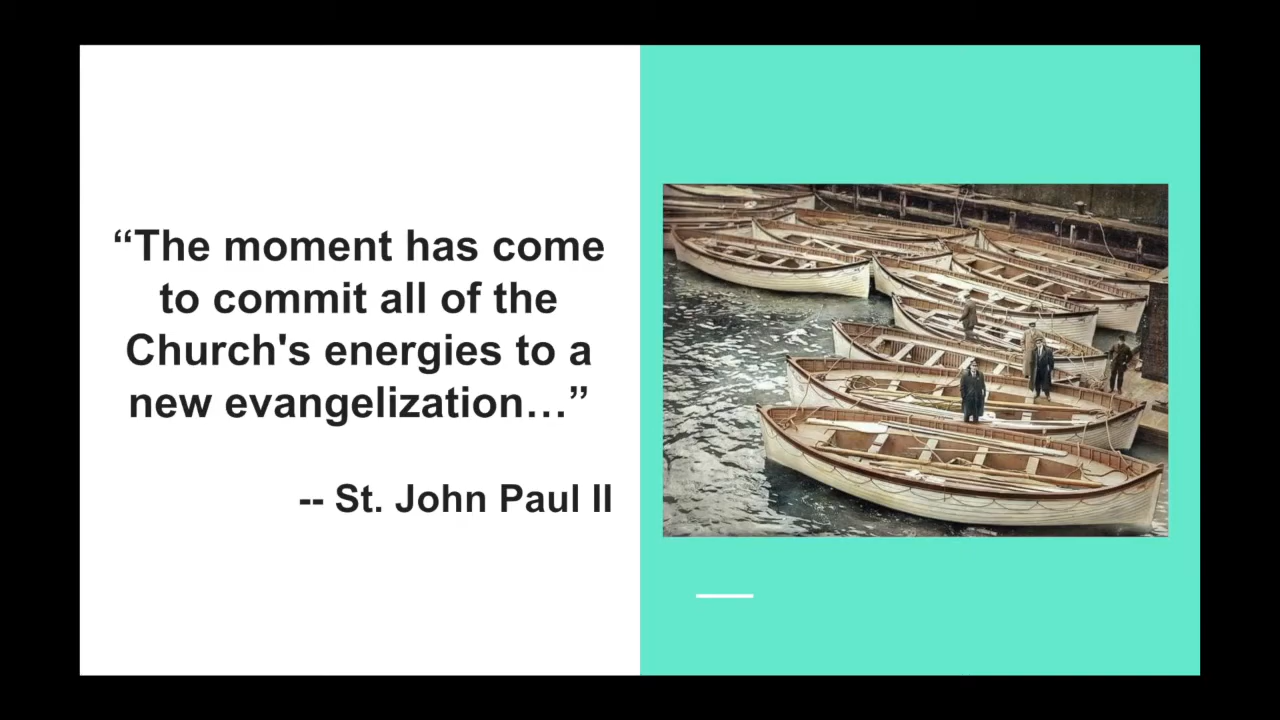 “The moment has come
to commit all of the
Church's energies to a
new evangelization…”
-- St. John Paul II